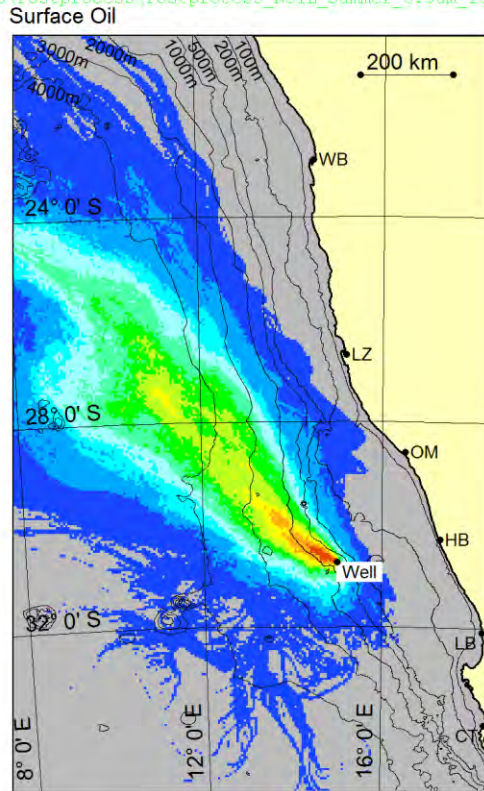 Surface Oil
3000m
2000m
1000m
500m
200m
100m
4000m
200 km
WB
24° 0' S
LZ
28° 0' S
OM
HB
Well
32° 0' S
LB
CT
8° 0' E
12° 0' E
16° 0' E